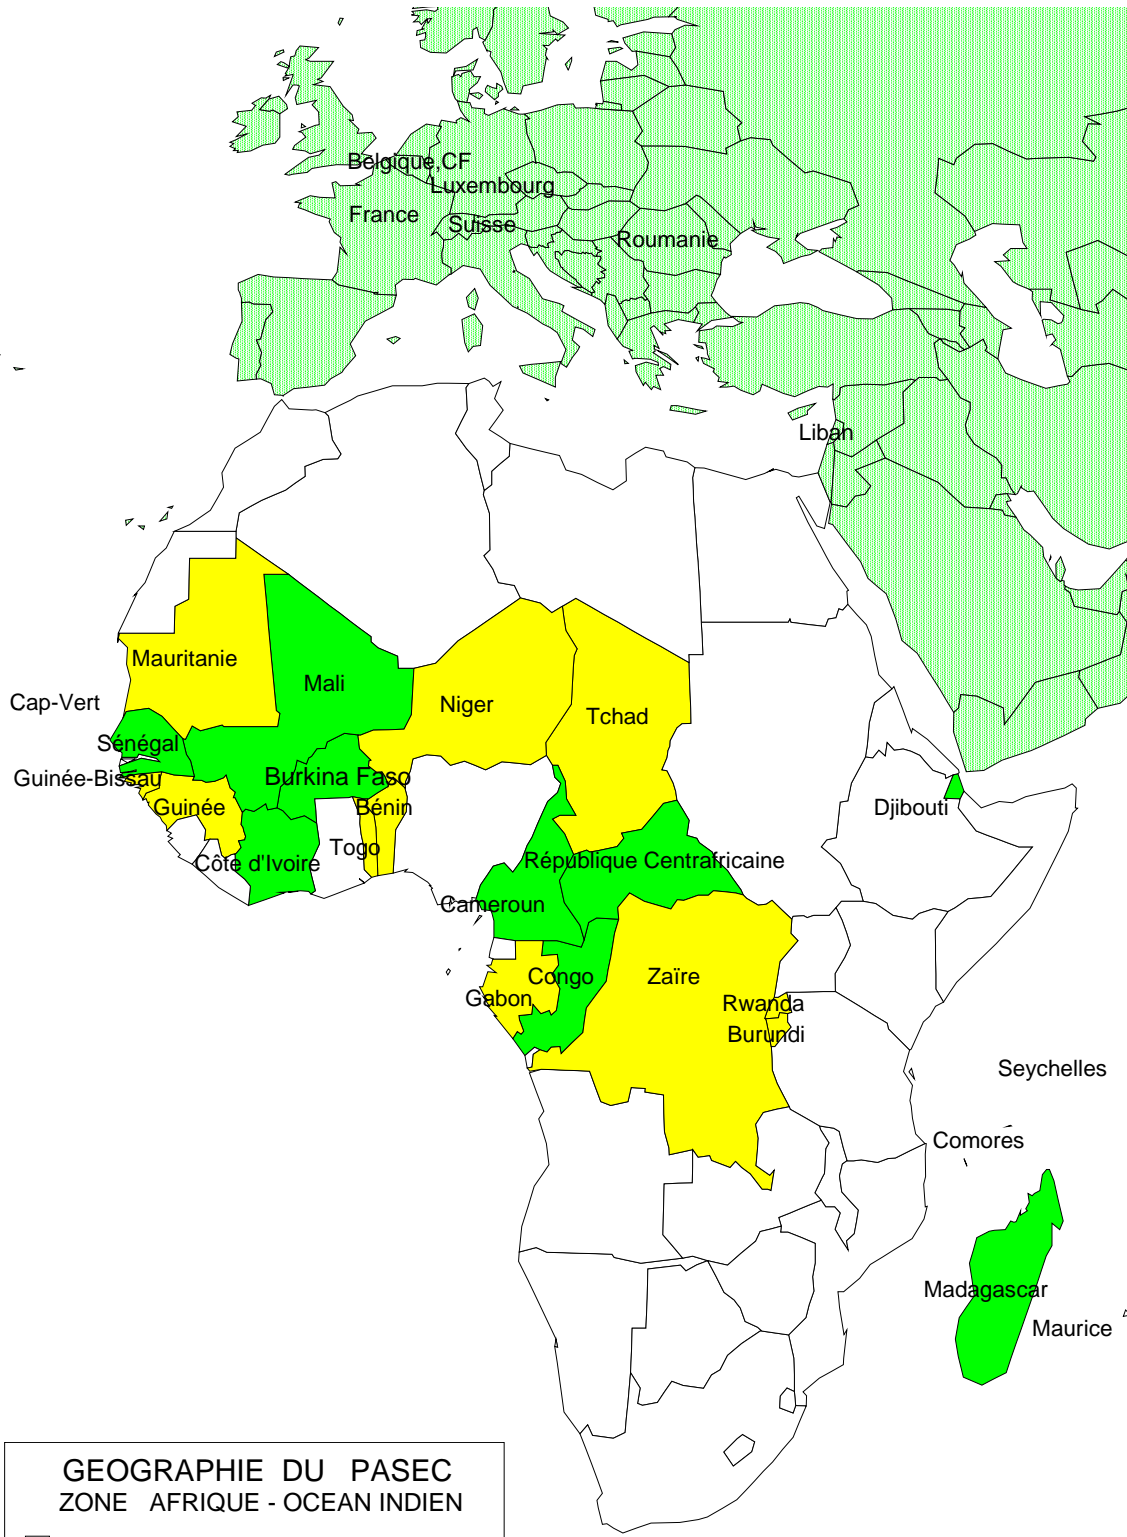 Belgique,CF
Luxembourg
France
Suisse
Roumanie
Liban
Mauritanie
Mali
Cap-Vert
Niger
Tchad
Sénégal
Guinée-Bissau
Burkina Faso
Guinée
Bénin
Djibouti
Togo
Côte d'Ivoire
République Centrafricaine
Cameroun
Congo
Zaïre
Gabon
Rwanda
Burundi
Seychelles
Comores
Madagascar
Maurice
GEOGRAPHIE DU PASEC
ZONE AFRIQUE - OCEAN INDIEN